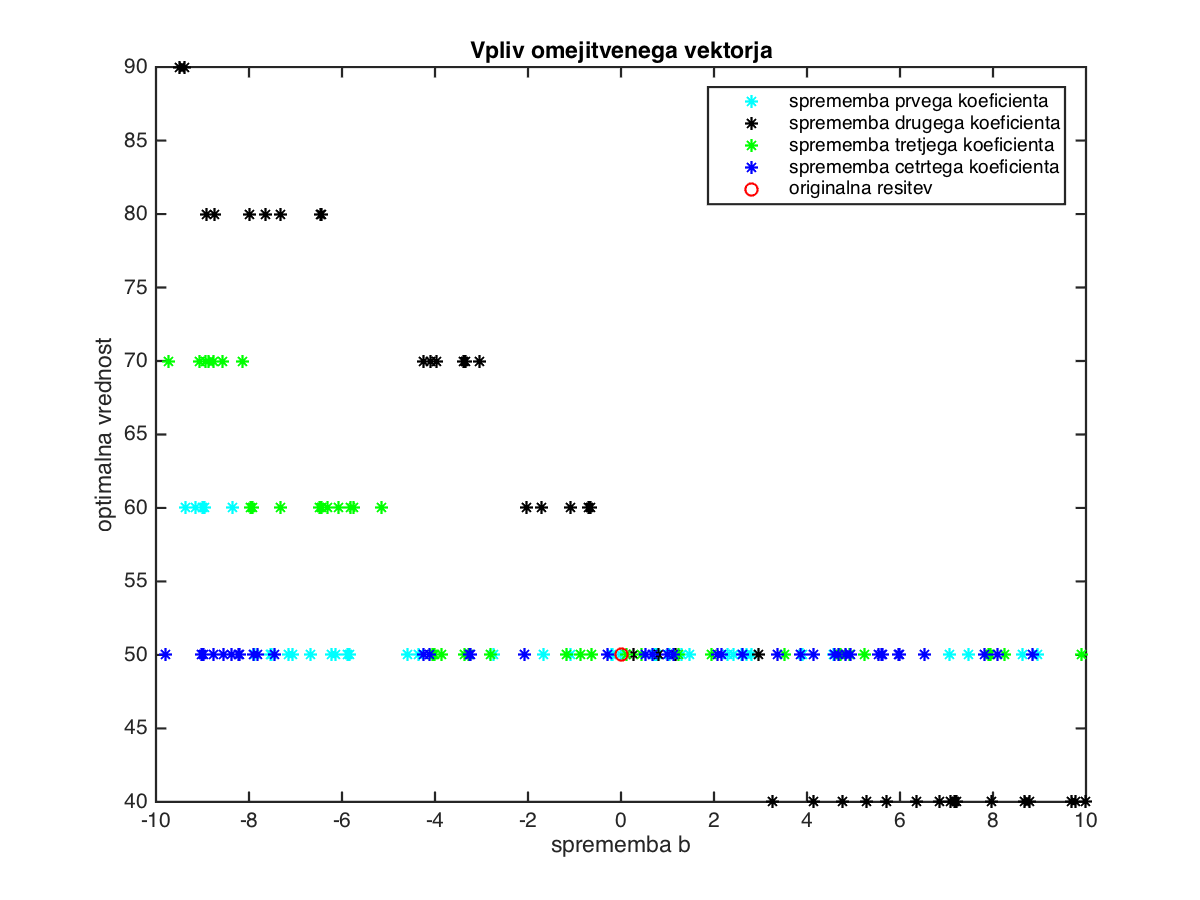 Vpliv omejitvenega vektorja
sprememba prvega koeficienta
sprememba drugega koeficienta
sprememba tretjega koeficienta
sprememba cetrtega koeficienta
originalna resitev
optimalna vrednost
90
85
80
75
70
65
60
55
50
45
40
-10 -8 -6 -4 -2 0 2 4 6 8 10
sprememba b